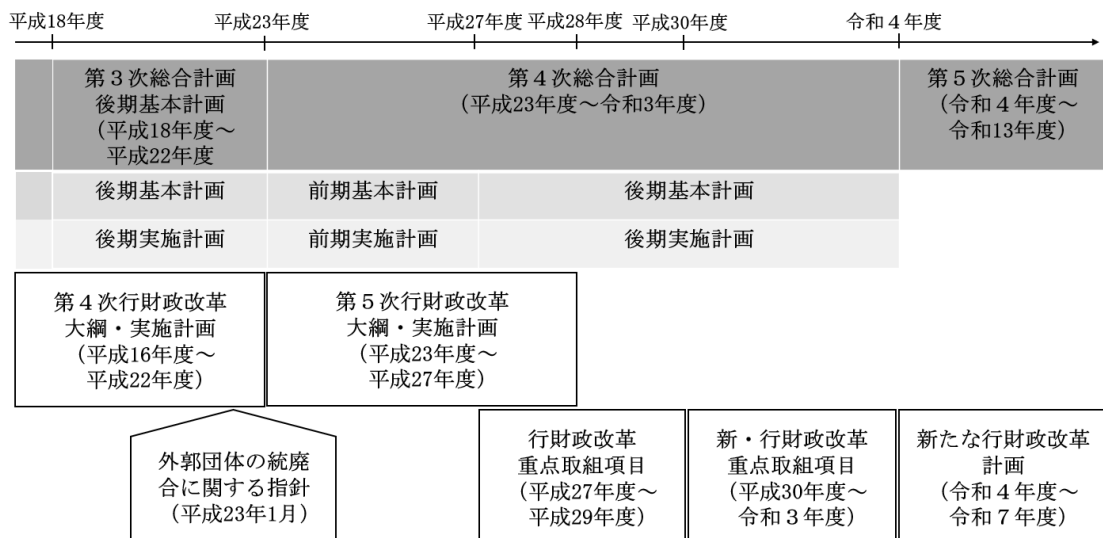 平成18年度
平成23年度
平成27年度
平成28年度
平成30年度
令和４年度
第３次総合計画
後期基本計画
（平成18年度～
平成22年度
第４次総合計画
（平成23年度～令和3年度）
第５次総合計画
（令和４年度～
令和13年度）
後期基本計画
前期基本計画
後期基本計画
後期実施計画
前期実施計画
後期実施計画
第４次行財政改革
大綱・実施計画
（平成16年度～
平成22年度）
第５次行財政改革
大綱・実施計画
（平成23年度～
平成27年度）
外郭団体の統廃
合に関する指針
（平成23年1月）
行財政改革
重点取組項目
（平成27年度～
平成29年度）
新・行財政改革
重点取組項目
（平成30年度～
令和３年度）
新たな行財政改革
計画
（令和４年度～
令和７年度）